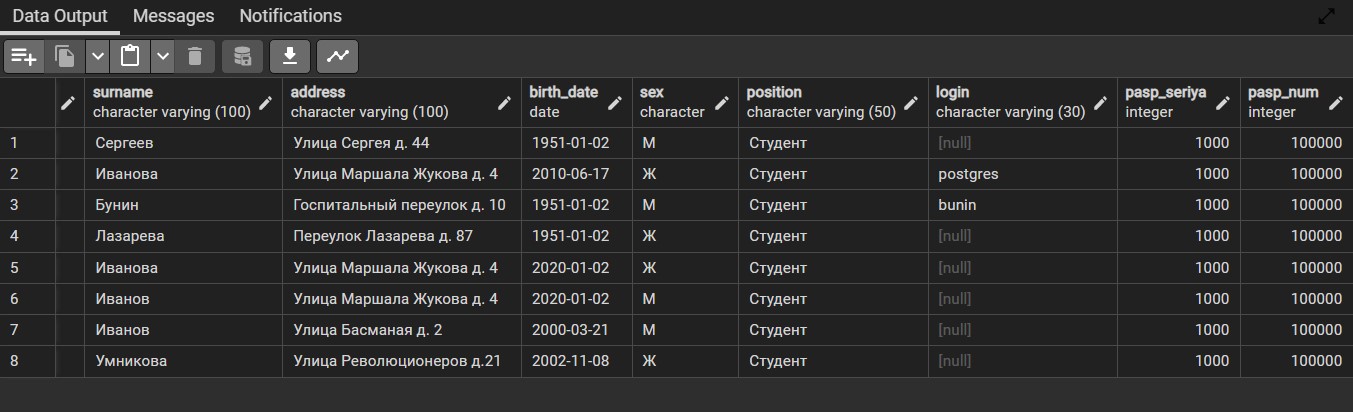 Data Output Messages Notifications
surname address birth_date sex position login pasp_seriya pasp_num
character varying (100) character varying (100) date character character varying (50) character varying (30) integer integer
1 Сергеев Улица Сергея д. 44 1951-01-02 М Студент [null] 1000 100000
2 Иванова Улица Маршала Жукова д. 4 2010-06-17 Ж Студент postgres 1000 100000
3 Бунин Госпитальный переулок д. 10 1951-01-02 М Студент bunin 1000 100000
4 Лазарева Переулок Лазарева д. 87 1951-01-02 Ж Студент [null] 1000 100000
5 Иванова Улица Маршала Жукова д. 4 2020-01-02 Ж Студент [null] 1000 100000
6 Иванов Улица Маршала Жукова д. 4 2020-01-02 М Студент [null] 1000 100000
7 Иванов Улица Басманая д. 2 2000-03-21 М Студент [null] 1000 100000
8 Умникова Улица Революционеров д.21 2002-11-08 Ж Студент [null] 1000 100000